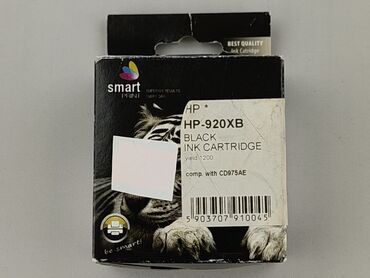 BEST QUALITY
Ink Catridge
smart
PRINT
HP *
HP-920XB
BLACK
INK CARTRIDGE
yield 1200
comp. with CD975AE
5 903707 910045
be smart!